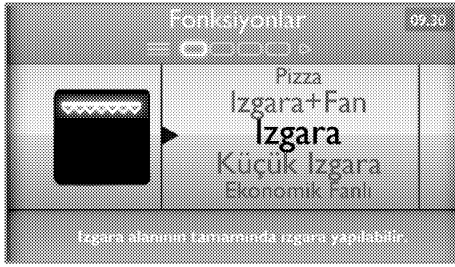 Fonksiyonlar
09.30
Pizza
Izgara+Fan
Izgara
Küçük Izgara
Ekonomik Fanlı
Izgara alanının tamamında ızgara yapılabilir.